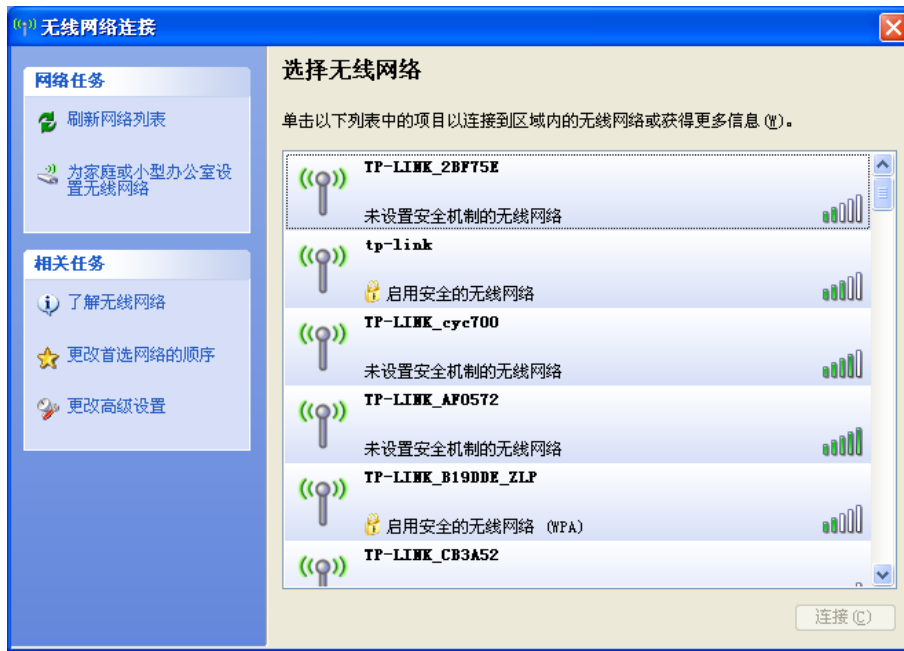 无线网络连接
网络任务
刷新网络列表
为家庭或小型办公室设
置无线网络
相关任务
了解无线网络
更改首选网络的顺序
更改高级设置
选择无线网络
单击以下列表中的项目以连接到区域内的无线网络或获得更多信息(W)。
TP-LINK_2BF75E
未设置安全机制的无线网络
tp-link
启用安全的无线网络
TP-LINK_cyc700
未设置安全机制的无线网络
TP-LINK_AF0572
未设置安全机制的无线网络
TP-LINK_B19DDE_ZLP
启用安全的无线网络 (WPA)
TP-LINK_CB3A52
连接(C)